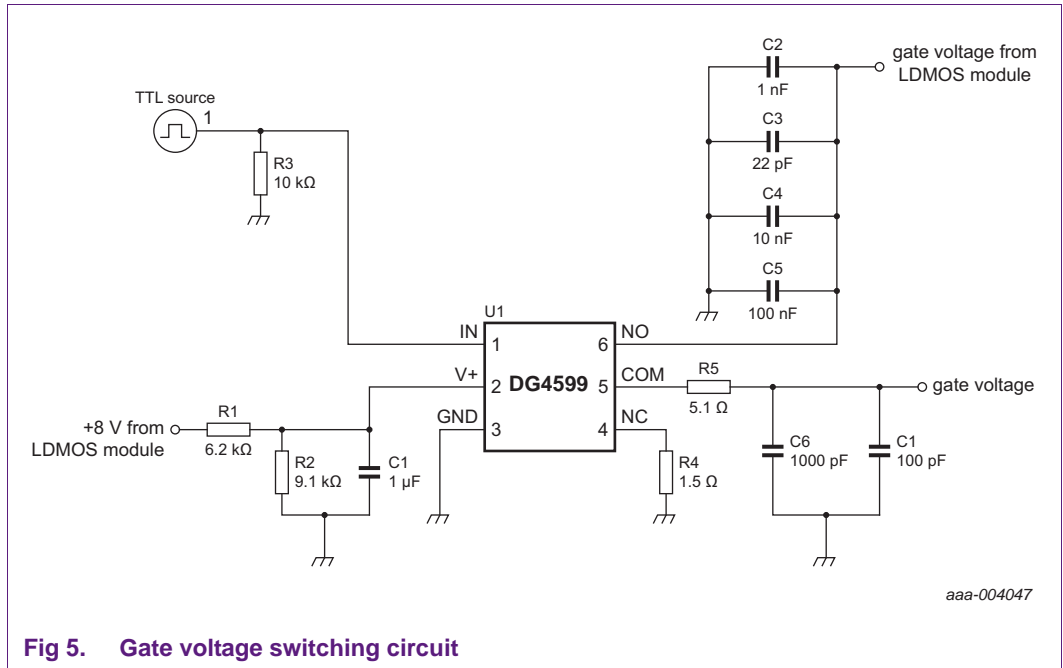 C2
1 nF
gate voltage from
LDMOS module
TTL source
1
R3
10 kΩ
C3
22 pF
C4
10 nF
C5
100 nF
U1
IN
1
6
NO
V+
2
DG4599
5
COM
R5
5.1 Ω
gate voltage
GND
3
4
NC
+8 V from
LDMOS module
R1
6.2 kΩ
R2
9.1 kΩ
C1
1 μF
R4
1.5 Ω
C6
1000 pF
C1
100 pF
aaa-004047
Fig 5. Gate voltage switching circuit